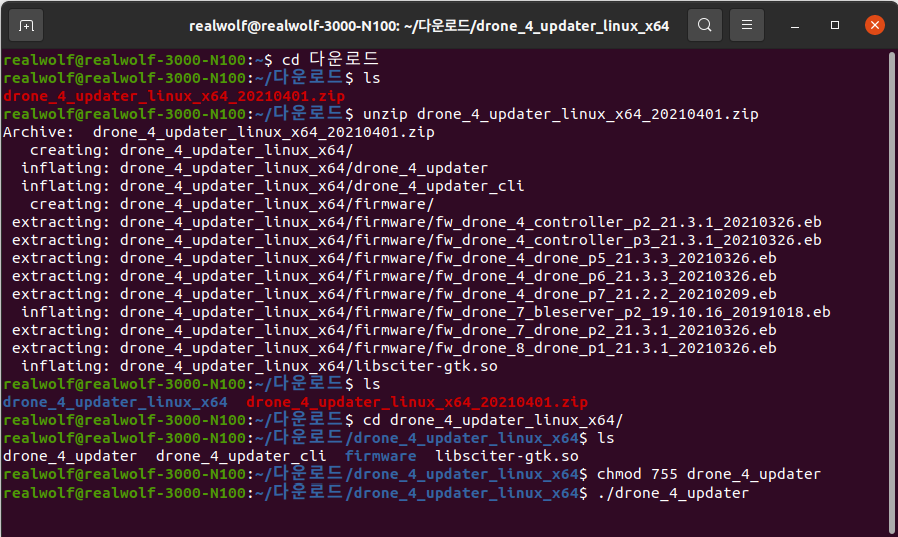 realwolf@realwolf-3000-N100: ~/다운로드/drone_4_updater_linux_x64
realwolf@realwolf-3000-N100:~$ cd 다운로드
realwolf@realwolf-3000-N100:~/다운로드$ ls
drone_4_updater_linux_x64_20210401.zip
realwolf@realwolf-3000-N100:~/다운로드$ unzip drone_4_updater_linux_x64_20210401.zip
Archive:  drone_4_updater_linux_x64_20210401.zip
   creating: drone_4_updater_linux_x64/
  inflating: drone_4_updater_linux_x64/drone_4_updater
  inflating: drone_4_updater_linux_x64/drone_4_updater_cli
   creating: drone_4_updater_linux_x64/firmware/
 extracting: drone_4_updater_linux_x64/firmware/fw_drone_4_controller_p2_21.3.1_20210326.eb
 extracting: drone_4_updater_linux_x64/firmware/fw_drone_4_controller_p3_21.3.1_20210326.eb
 extracting: drone_4_updater_linux_x64/firmware/fw_drone_4_drone_p5_21.3.3_20210326.eb
 extracting: drone_4_updater_linux_x64/firmware/fw_drone_4_drone_p6_21.3.3_20210326.eb
 extracting: drone_4_updater_linux_x64/firmware/fw_drone_4_drone_p7_21.2.2_20210209.eb
  inflating: drone_4_updater_linux_x64/firmware/fw_drone_7_bleserver_p2_19.10.16_20191018.eb
 extracting: drone_4_updater_linux_x64/firmware/fw_drone_7_drone_p2_21.3.1_20210326.eb
 extracting: drone_4_updater_linux_x64/firmware/fw_drone_8_drone_p1_21.3.1_20210326.eb
  inflating: drone_4_updater_linux_x64/libsciter-gtk.so
realwolf@realwolf-3000-N100:~/다운로드$ ls
drone_4_updater_linux_x64  drone_4_updater_linux_x64_20210401.zip
realwolf@realwolf-3000-N100:~/다운로드$ cd drone_4_updater_linux_x64/
realwolf@realwolf-3000-N100:~/다운로드/drone_4_updater_linux_x64$ ls
drone_4_updater  drone_4_updater_cli  firmware  libsciter-gtk.so
realwolf@realwolf-3000-N100:~/다운로드/drone_4_updater_linux_x64$ chmod 755 drone_4_updater
realwolf@realwolf-3000-N100:~/다운로드/drone_4_updater_linux_x64$ ./drone_4_updater